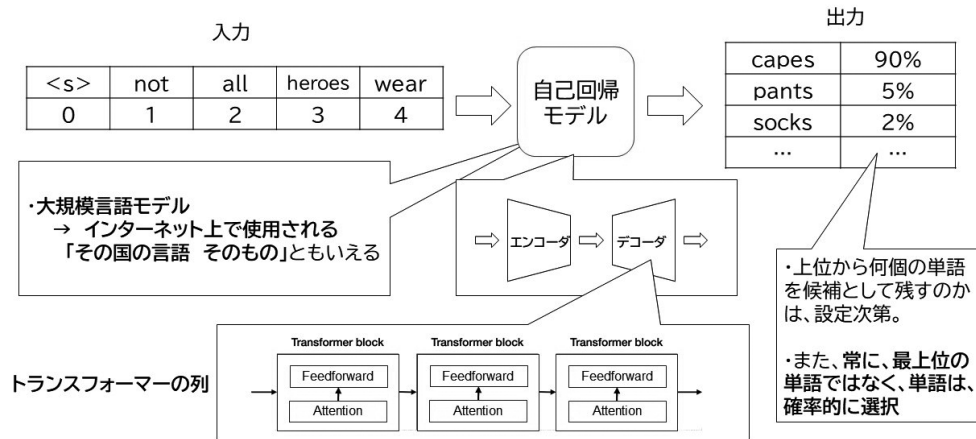 入力
<s> not all heroes wear
0 1 2 3 4
自己回帰
モデル
出力
capes 90%
pants 5%
socks 2%
… …
・大規模言語モデル
→ インターネット上で使用される
「その国の言語 そのもの」ともいえる
エンコーダ
デコーダ
・上位から何個の単語
を候補として残すのか
は、設定次第。
・また、常に、最上位の
単語ではなく、単語は、
確率的に選択
トランスフォーマーの列
Transformer block Transformer block Transformer block
Feedforward Feedforward Feedforward
Attention Attention Attention